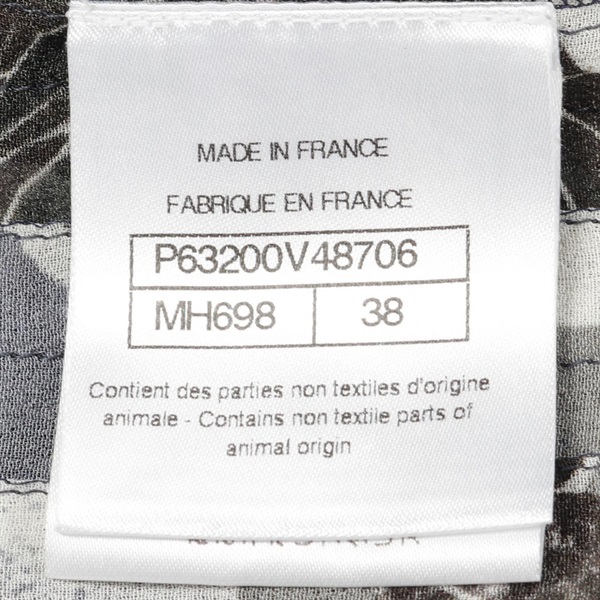 MADE IN FRANCE
FABRIQUE EN FRANCE
P63200V48706
MH698 38
Contient des parties non textiles d'origine
animale - Contains non textile parts of
animal origin